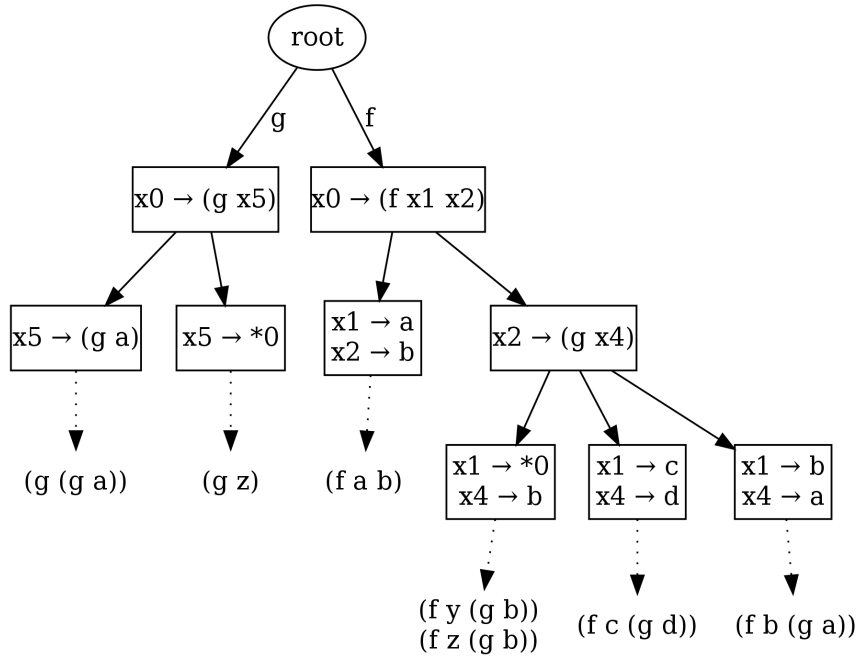 root
g
f
x0 → (g x5)
x0 → (f x1 x2)
x5 → (g a)
x5 → *0
x1 → a
x2 → b
x2 → (g x4)
(g (g a))
(g z)
(f a b)
x1 → *0
x4 → b
x1 → c
x4 → d
x1 → b
x4 → a
(f y (g b))
(f z (g b))
(f c (g d))
(f b (g a))